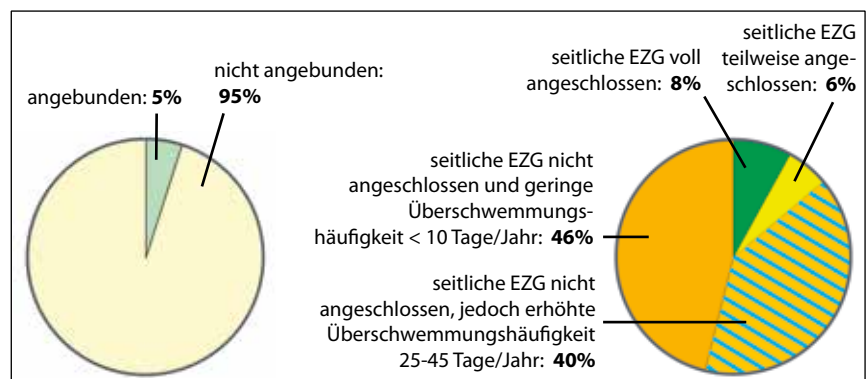 angebunden: 5%
nicht angebunden:
95%
seitliche EZG voll
angeschlossen: 8%
seitliche EZG
teilweise ange-
schlossen: 6%
seitliche EZG nicht
angeschlossen und geringe
Überschwemmungs-
häufigkeit < 10 Tage/Jahr: 46%
seitliche EZG nicht
angeschlossen, jedoch erhöhte
Überschwemmungshäufigkeit
25-45 Tage/Jahr: 40%